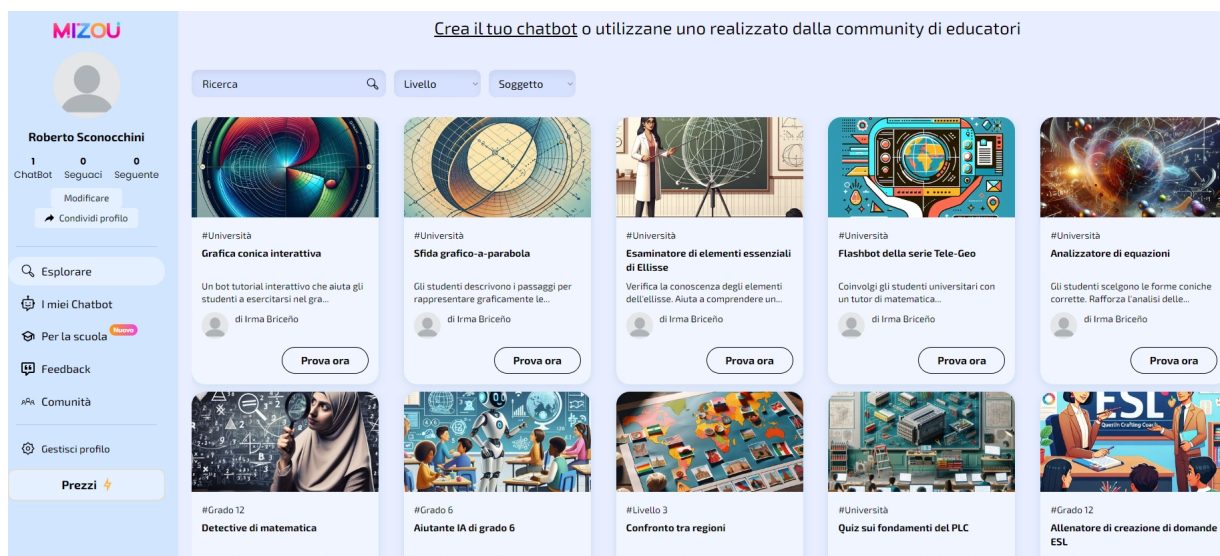 MIZOU
Crea il tuo chatbot o utilizzane uno realizzato dalla community di educatori
Roberto Sconocchini
1 0 0
ChatBot Seguaci Seguente
Modificare
Condividi profilo
Esplorare
I miei Chatbot
Per la scuola Nuovo
Feedback
Comunità
Gestisci profilo
Prezzi
Ricerca Livello Soggetto
#Università
Grafica conica interattiva
Un bot tutorial interattivo che aiuta gli
studenti a esercitarsi nel gra...
di Irma Briceño
Prova ora
#Università
Sfida grafico-a-parabola
Gli studenti descrivono i passaggi per
rappresentare graficamente le...
di Irma Briceño
Prova ora
#Università
Esaminatore di elementi essenziali
di Ellisse
Verifica la conoscenza degli elementi
dell'ellisse. Aiuta a comprendere un...
di Irma Briceño
Prova ora
#Università
Flashbot della serie Tele-Geo
Coinvolgi gli studenti universitari con
un tutor di matematica...
di Irma Briceño
Prova ora
#Università
Analizzatore di equazioni
Gli studenti scelgono le forme coniche
corrette. Rafforza l'analisi delle...
di Irma Briceño
Prova ora
#Grado 12
Detective di matematica
#Grado 6
Aiutante IA di grado 6
#Livello 3
Confronto tra regioni
#Università
Quiz sui fondamenti del PLC
ESL
#Grado 12
Allenatore di creazione di domande
ESL